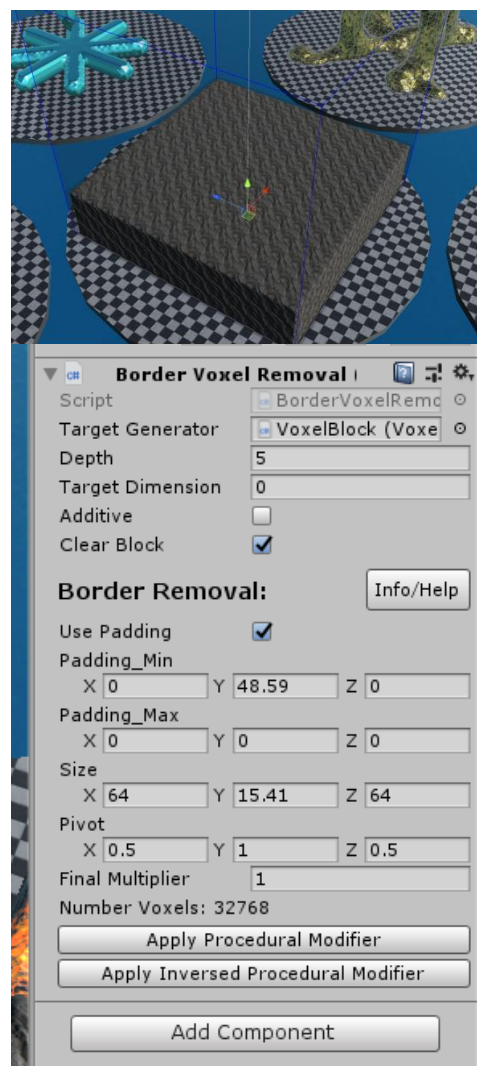 c# Border Voxel Removal (
Script c# BorderVoxelRemo
Target Generator VoxelBlock (Voxe
Depth 5
Target Dimension 0
Additive
Clear Block
Border Removal: Info/Help
Use Padding
Padding_Min
X 0 Y 48.59 Z 0
Padding_Max
X 0 Y 0 Z 0
Size
X 64 Y 15.41 Z 64
Pivot
X 0.5 Y 1 Z 0.5
Final Multiplier 1
Number Voxels: 32768
Apply Procedural Modifier
Apply Inversed Procedural Modifier
Add Component